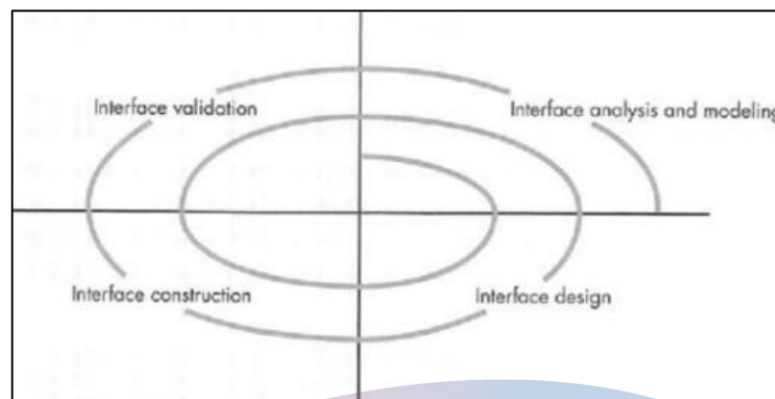 Interface validation
Interface analysis and modeling
Interface construction
Interface design